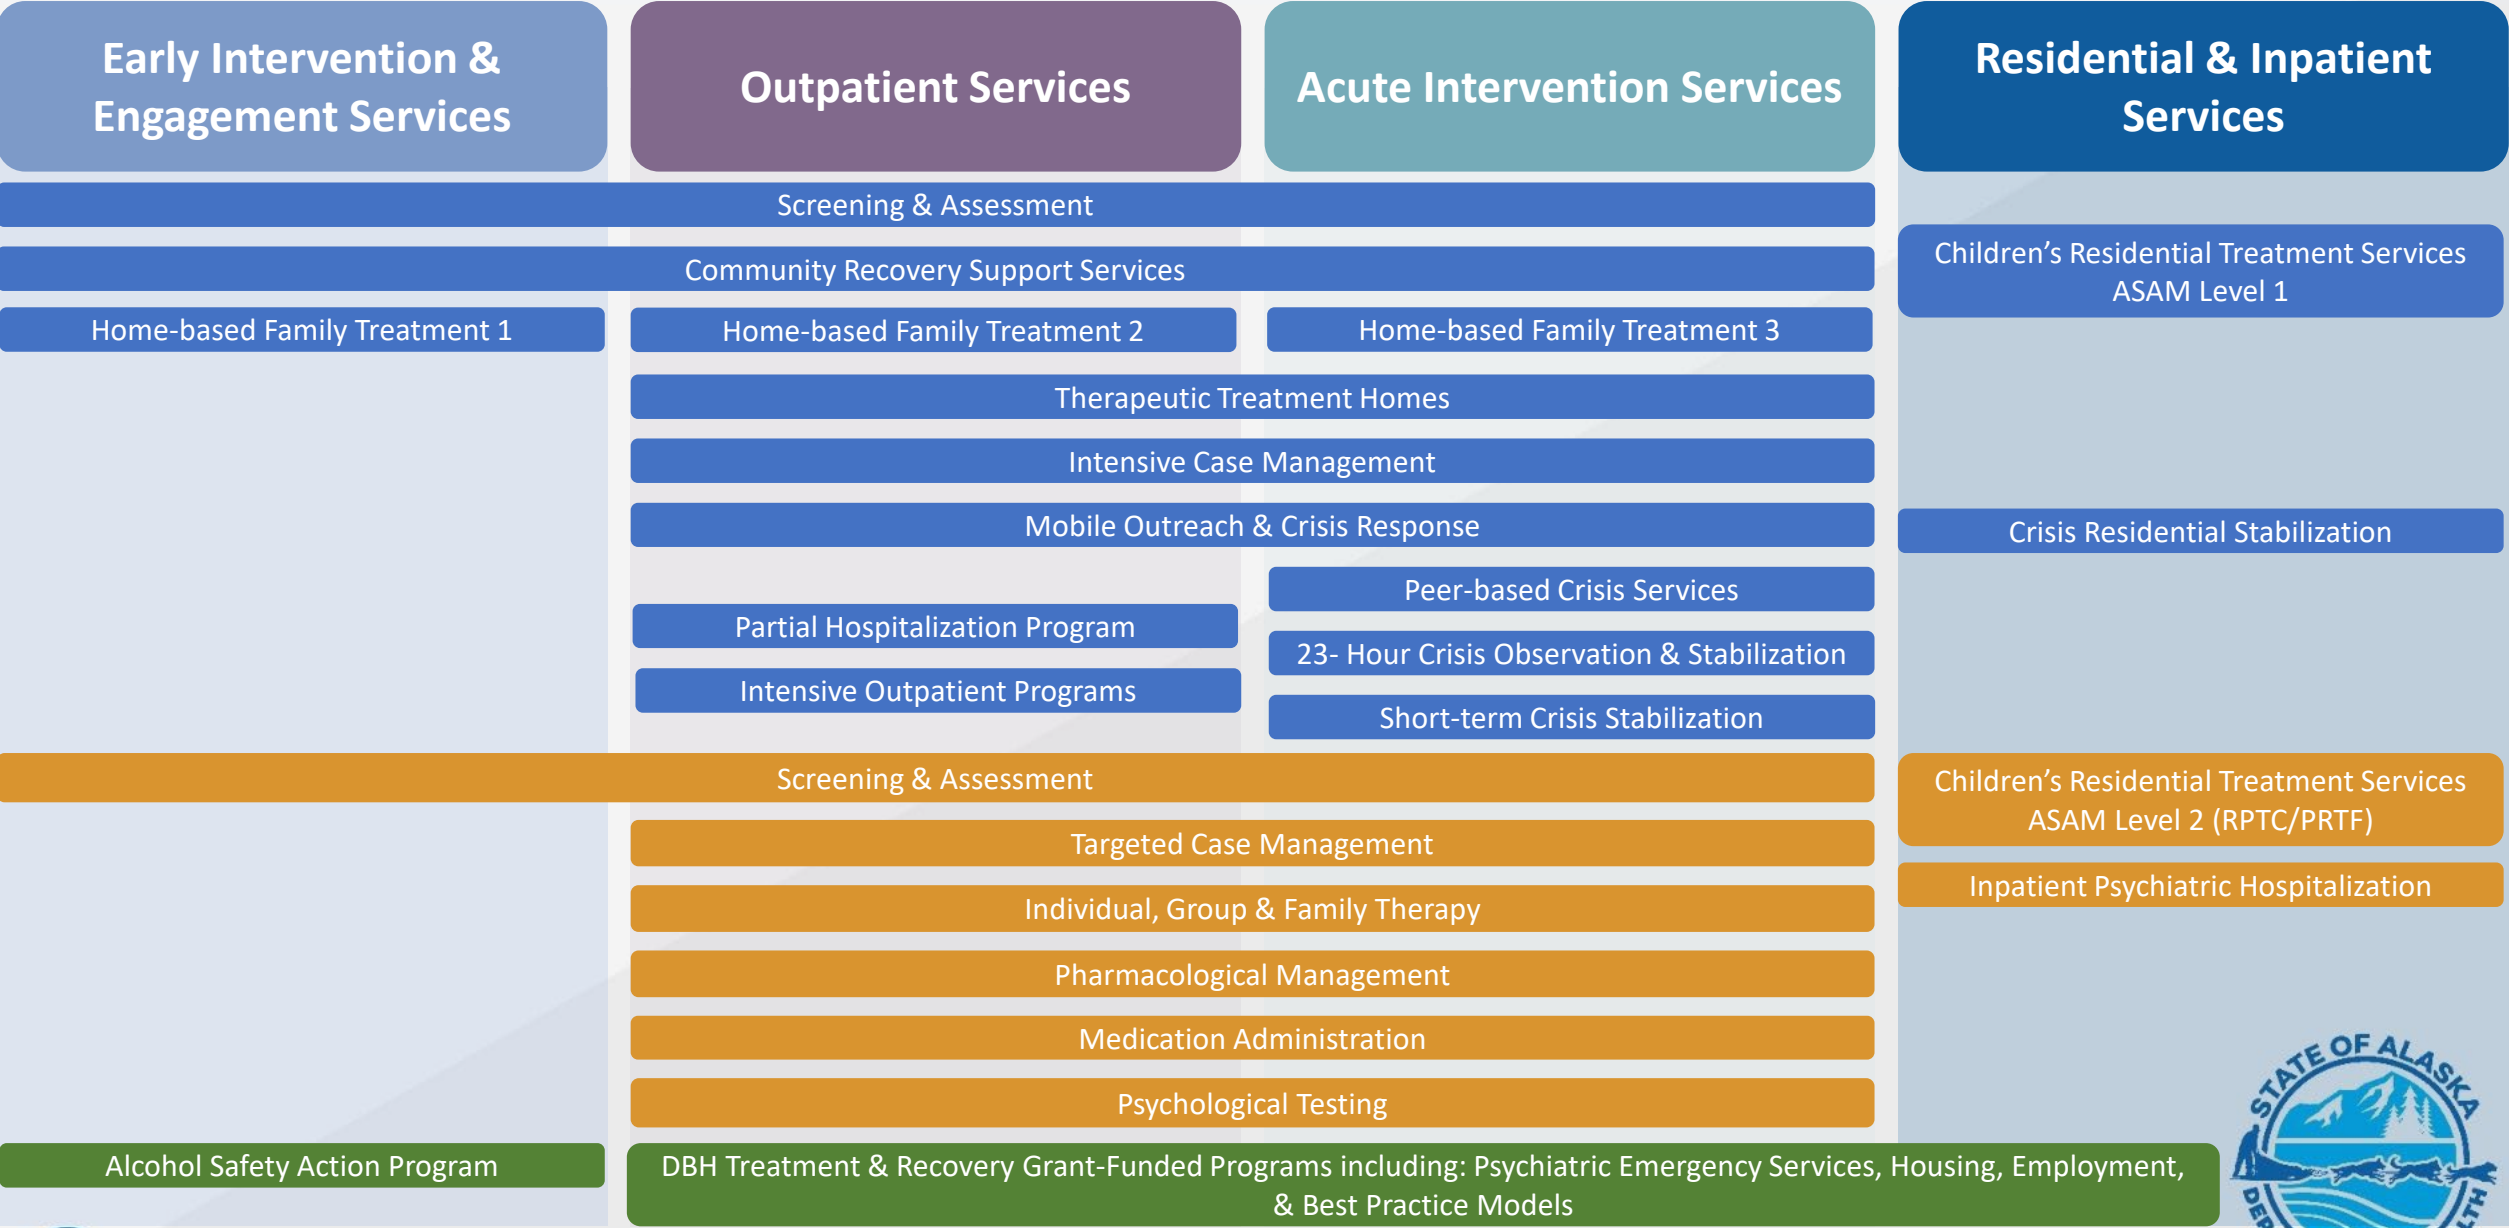 Early Intervention &
Engagement Services
Outpatient Services
Acute Intervention Services
Residential & Inpatient
Services
Screening & Assessment
Community Recovery Support Services
Children’s Residential Treatment Services
ASAM Level 1
Home-based Family Treatment 1
Home-based Family Treatment 2
Home-based Family Treatment 3
Therapeutic Treatment Homes
Intensive Case Management
Mobile Outreach & Crisis Response
Crisis Residential Stabilization
Peer-based Crisis Services
Partial Hospitalization Program
23- Hour Crisis Observation & Stabilization
Intensive Outpatient Programs
Short-term Crisis Stabilization
Screening & Assessment
Children’s Residential Treatment Services
ASAM Level 2 (RPTC/PRTF)
Targeted Case Management
Inpatient Psychiatric Hospitalization
Individual, Group & Family Therapy
Pharmacological Management
Medication Administration
Psychological Testing
STATE OF ALASKA
Alcohol Safety Action Program
DBH Treatment & Recovery Grant-Funded Programs including: Psychiatric Emergency Services, Housing, Employment,
& Best Practice Models